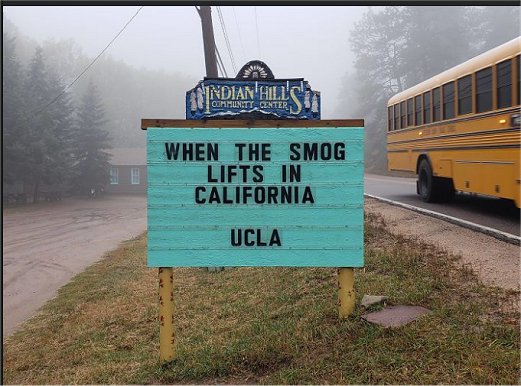 INDIAN HILLS
COMMUNITY CENTER
WHEN THE SMOG
LIFTS IN
CALIFORNIA
UCLA